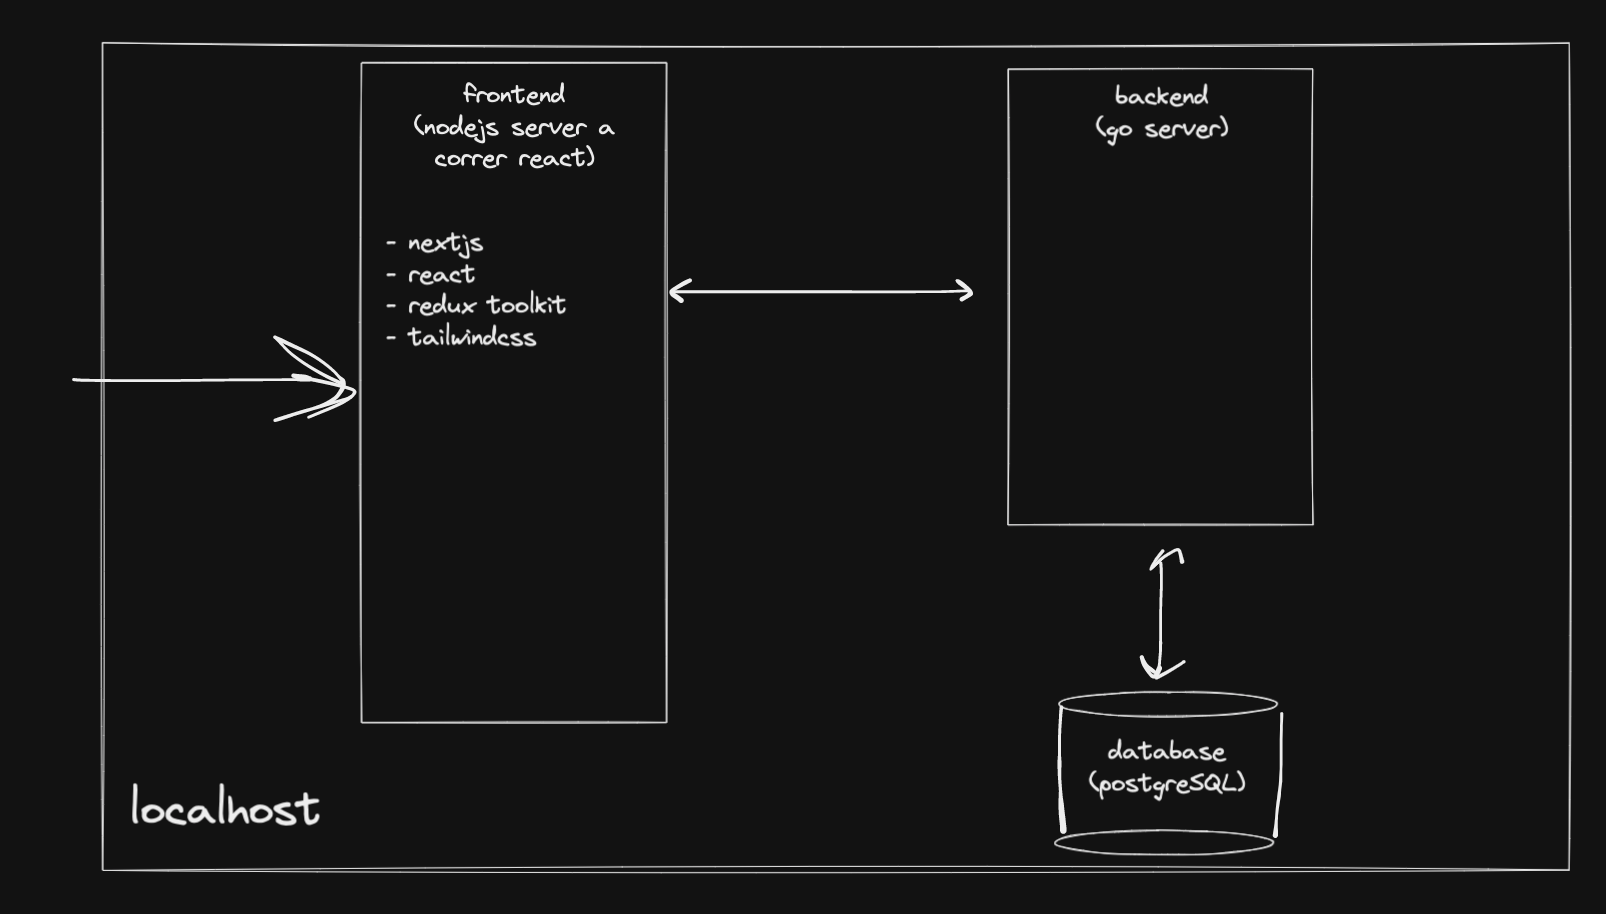 frontend
(nodejs server a
correr react)
- nextjs
- react
- redux toolkit
- tailwindcss
backend
(go server)
database
(postgreSQL)
localhost